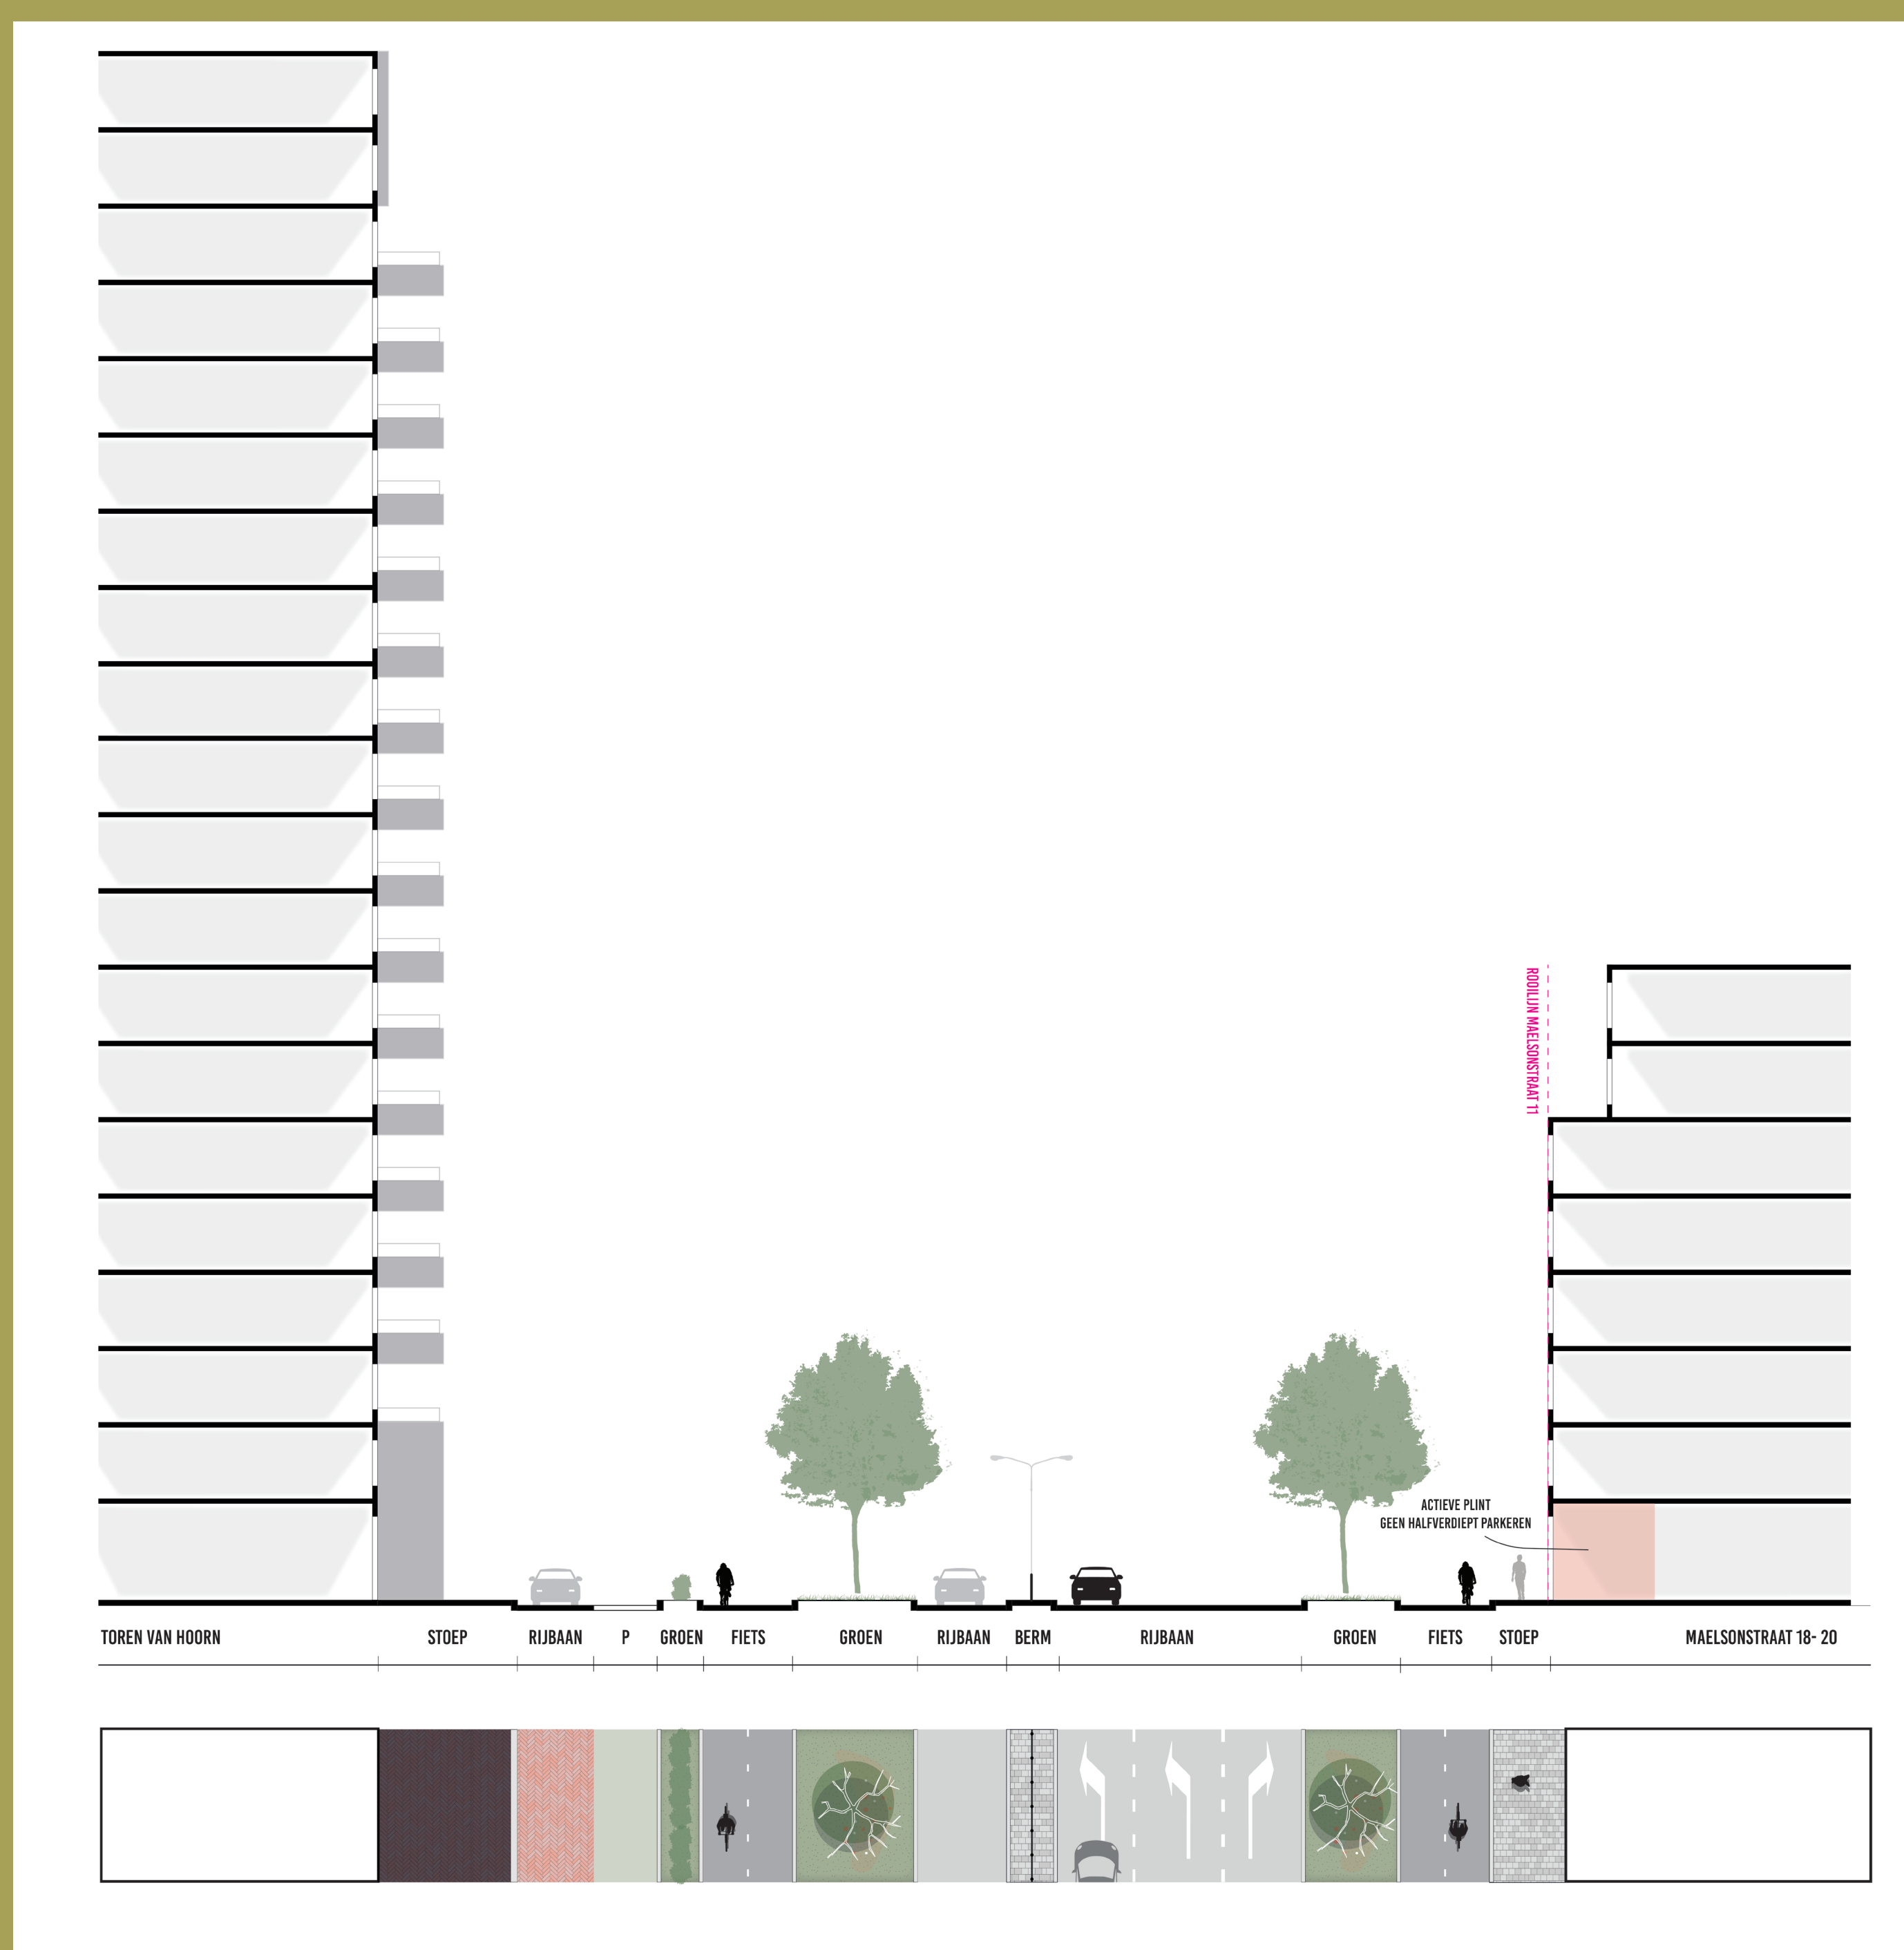 ROOILIJN MAELSONSTRAAT 11
ACTIEVE PLINT
GEEN HALFVERDIEPT PARKEREN
TOREN VAN HOORN STOEP RIJBAAN P GROEN FIETS GROEN RIJBAAN BERM RIJBAAN GROEN FIETS STOEP MAELSONSTRAAT 18- 20